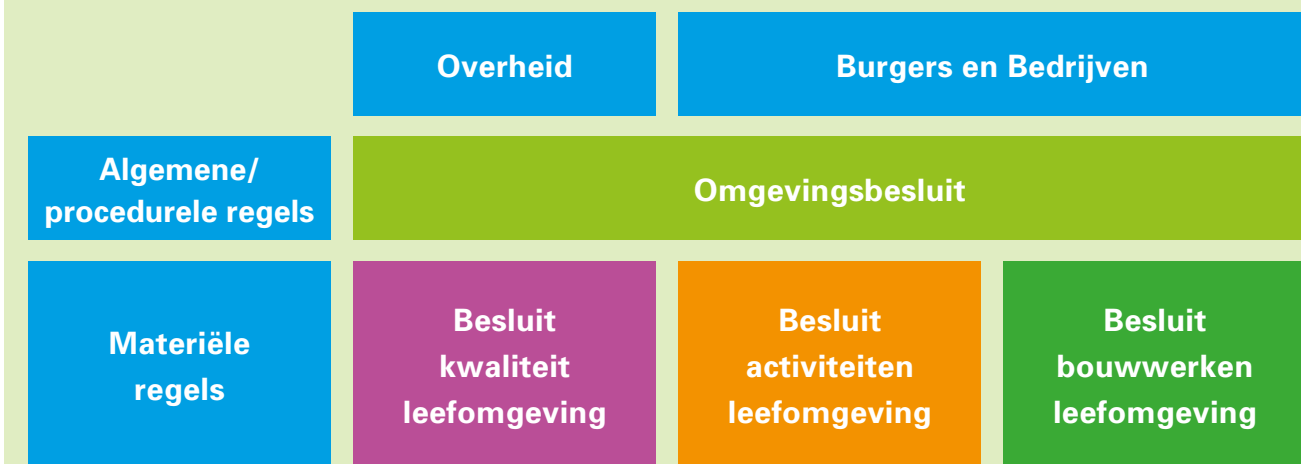 Overheid
Burgers en Bedrijven
Algemene/
procedurele regels
Omgevingsbesluit
Materiële
regels
Besluit
kwaliteit
leefomgeving
Besluit
activiteiten
leefomgeving
Besluit
bouwwerken
leefomgeving